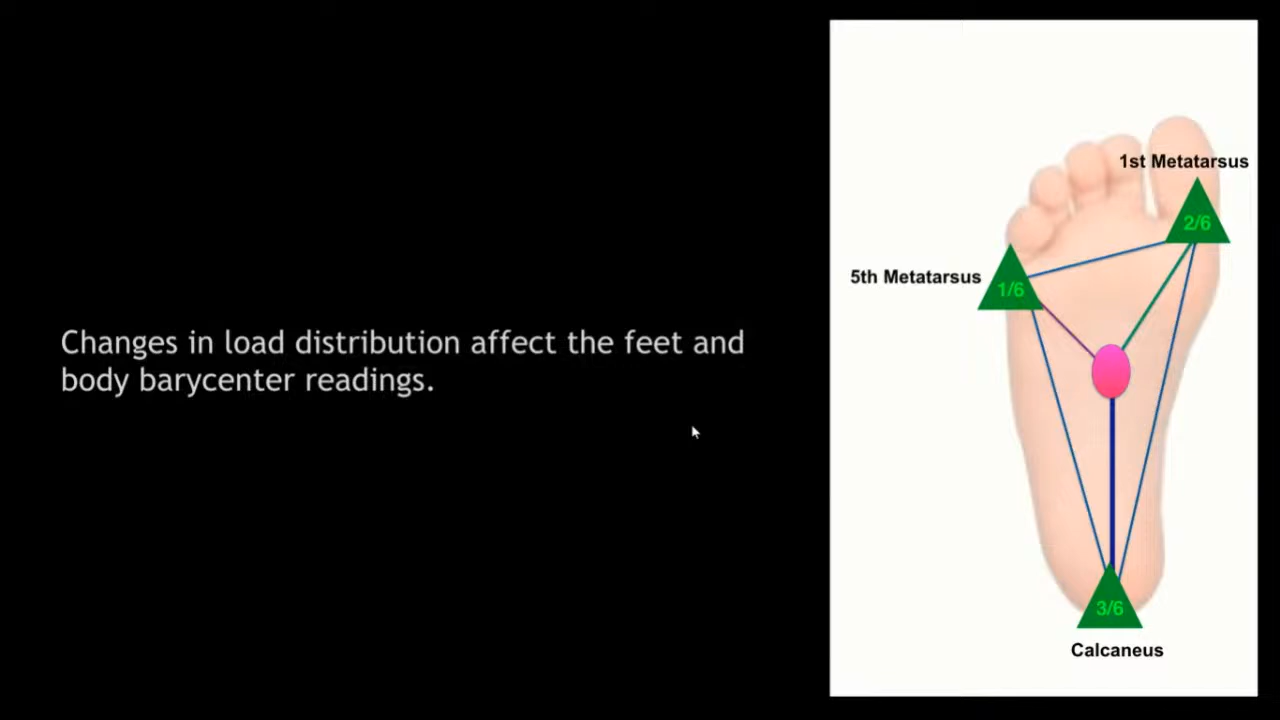 1st Metatarsus
2/6
5th Metatarsus
1/6
Changes in load distribution affect the feet and
body barycenter readings.
3/6
Calcaneus